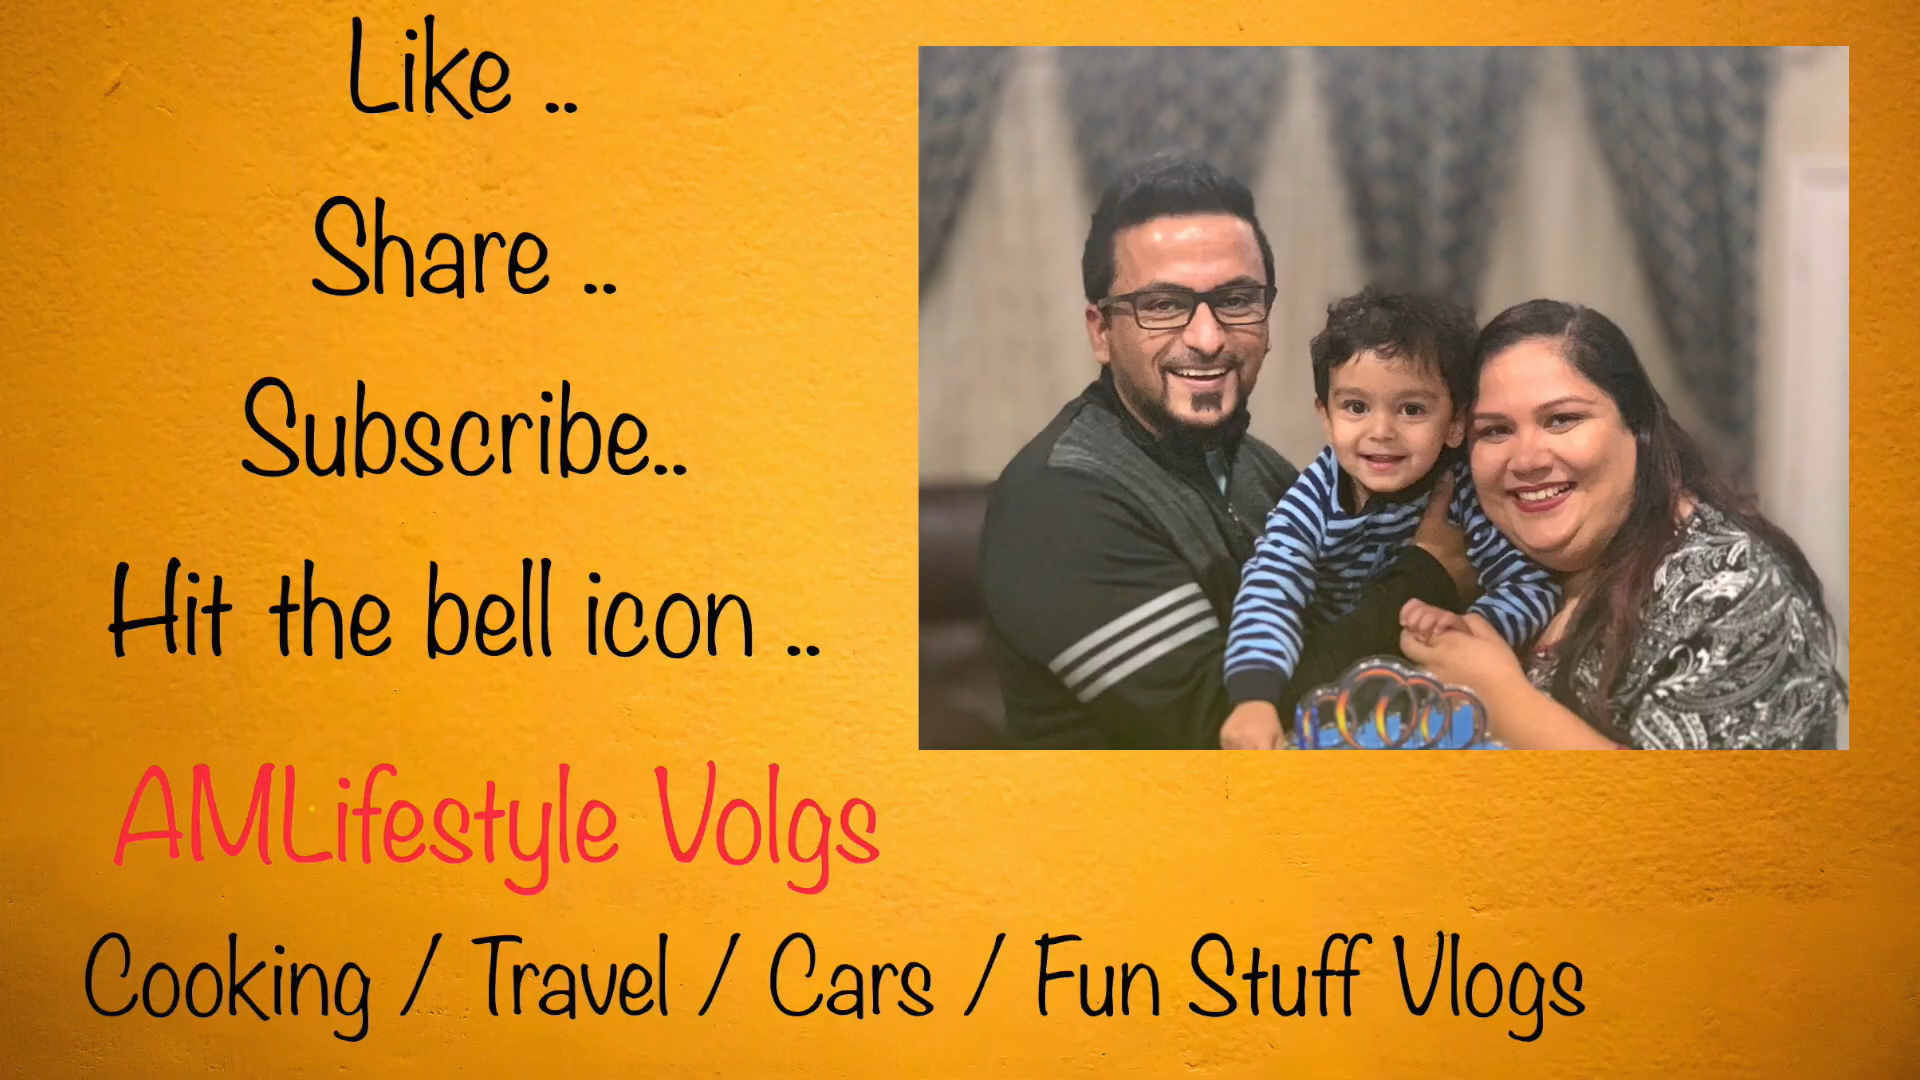 Like ..
Share ..
Subscribe..
Hit the bell icon ..
AMLifestyle Volgs
Cooking / Travel / Cars / Fun Stuff Vlogs